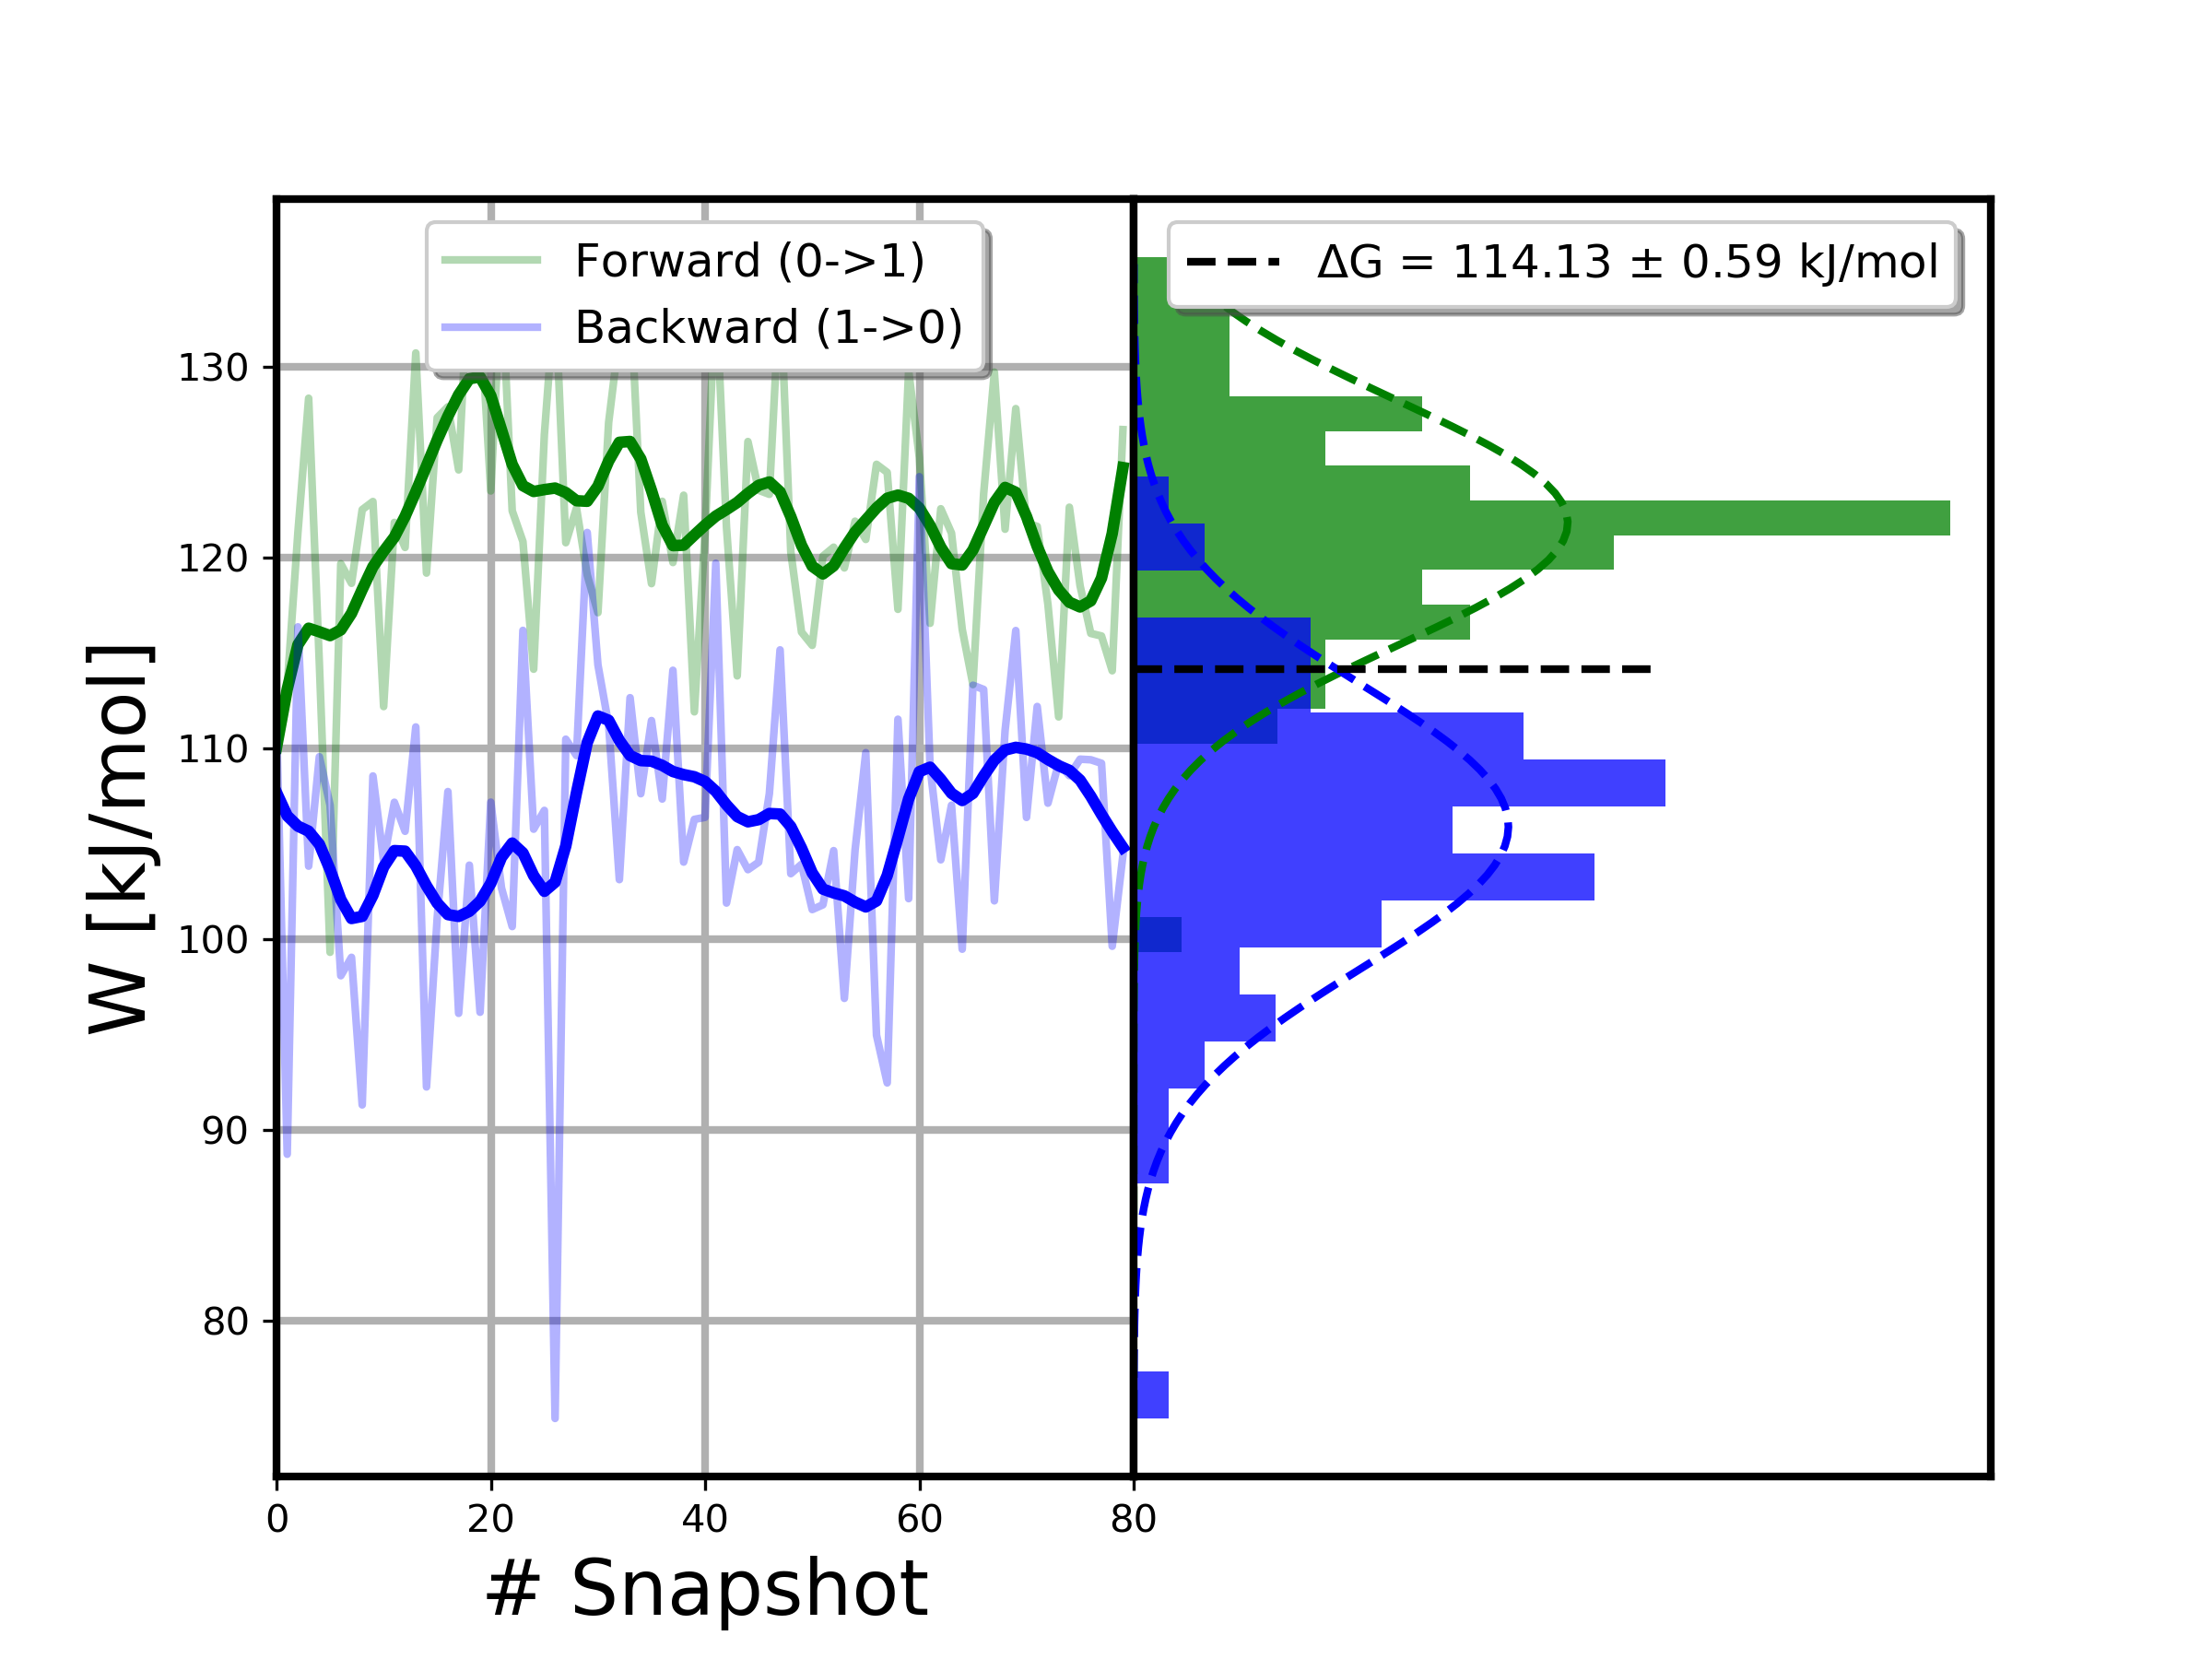 Forward (0->1)
Backward (1->0)
ΔG = 114.13 ± 0.59 kJ/mol
130
120
110
100
90
80
W [kJ/mol]
0 20 40 60 80
# Snapshot